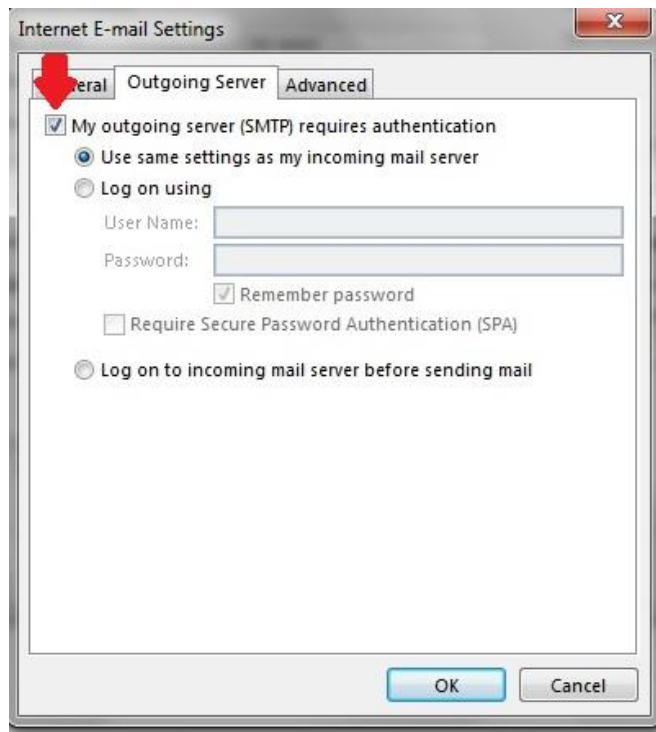 Internet E-mail Settings
eral Outgoing Server Advanced
My outgoing server (SMTP) requires authentication
Use same settings as my incoming mail server
Log on using
User Name:
Password:
Remember password
Require Secure Password Authentication (SPA)
Log on to incoming mail server before sending mail
OK Cancel